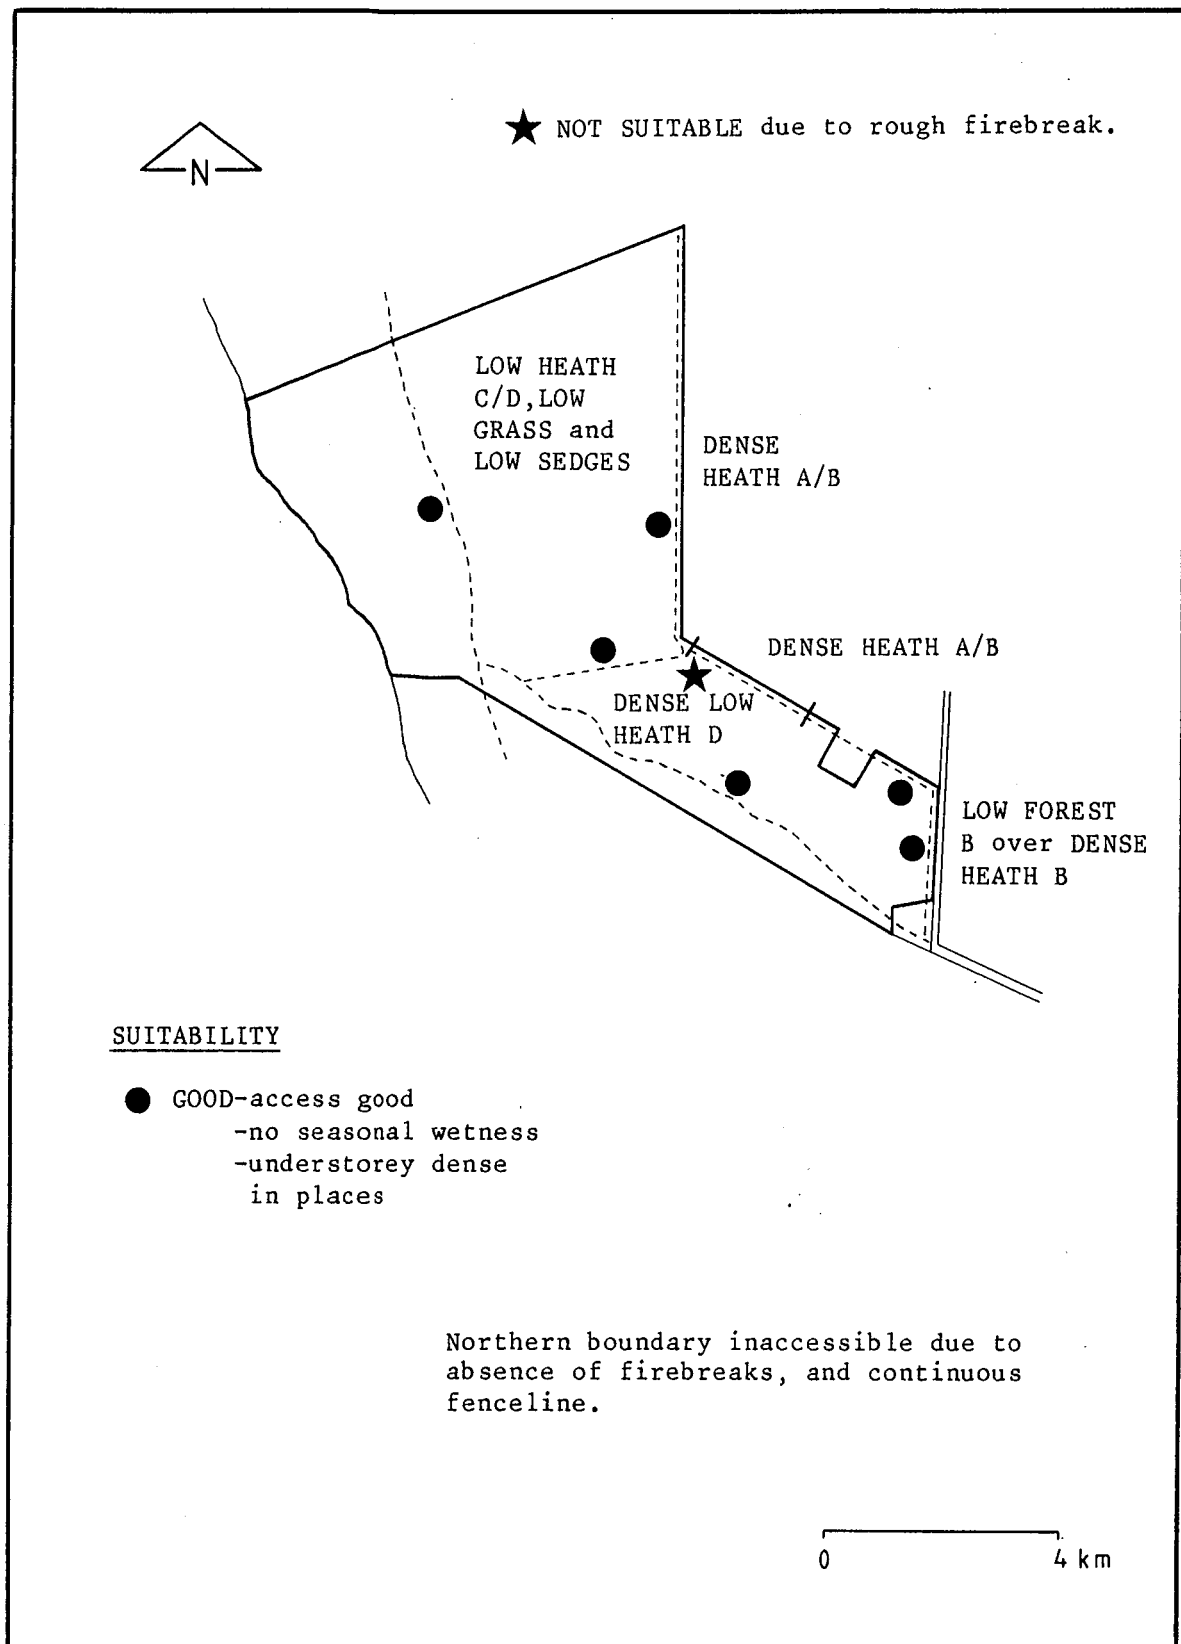 ★ NOT SUITABLE due to rough firebreak.
N
LOW HEATH
C/D, LOW
GRASS and
LOW SEDGES
DENSE
HEATH A/B
DENSE HEATH A/B
DENSE LOW
HEATH D
LOW FOREST
B over DENSE
HEATH B
SUITABILITY
● GOOD-access good
-no seasonal wetness
-understorey dense
in places
Northern boundary inaccessible due to
absence of firebreaks, and continuous
fenceline.
0 4 km